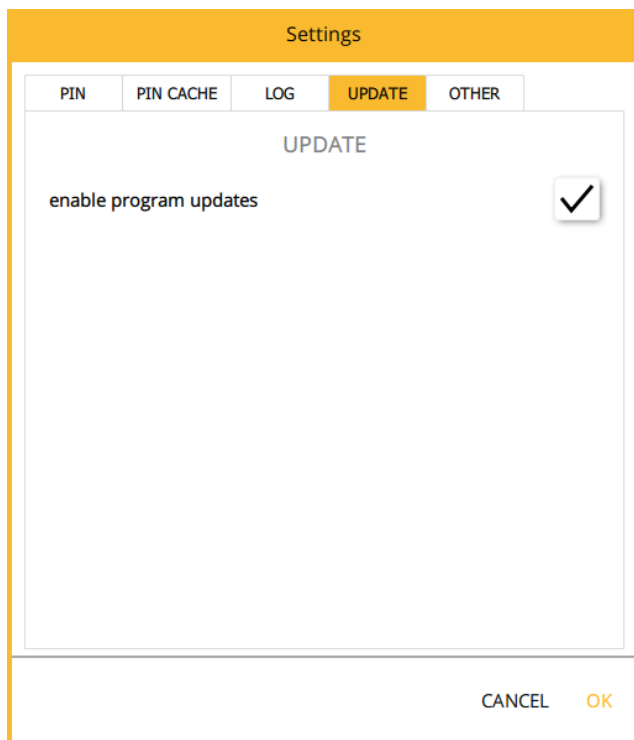 Settings
PIN PIN CACHE LOG UPDATE OTHER
UPDATE
enable program updates
CANCEL OK